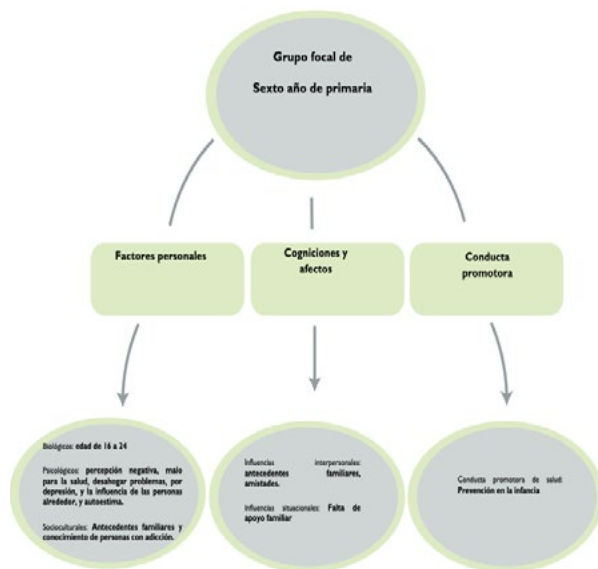 Grupo focal de
Sexto año de primaria
Factores personales
Cogniciones y
afectos
Conducta
promotora
Biológicos: edad de 16 a 24
Psicológicos: percepción negativa, malo
para la salud, desahogar problemas, por
depresión, y la influencia de las personas
alrededor, y autoestima.
Socioculturales: Antecedentes familiares y
conocimiento de personas con adicción.
Influencias interpersonales:
antecedentes familiares,
amistades.
Influencias situacionales: Falta de
apoyo familiar
Conducta promotora de salud:
Prevención en la infancia